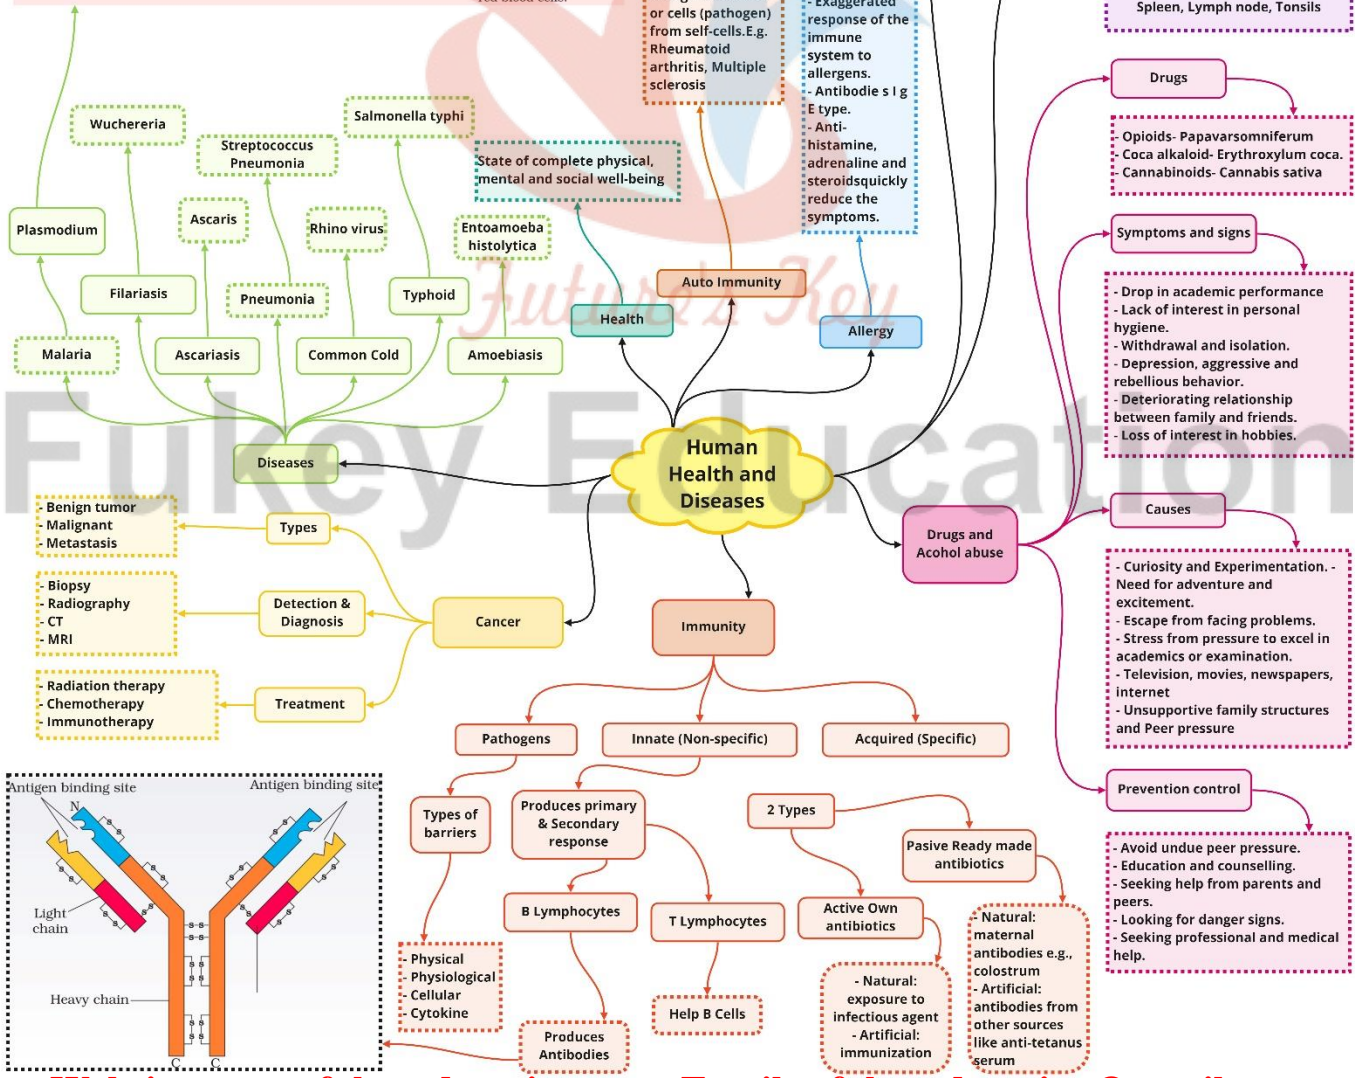 or cells (pathogen)
from self-cells.E.g.
Rheumatoid
arthritis, Multiple
sclerosis
- Exaggerated
response of the
immune
system to
allergens.
- Antibodie s I g
E type.
- Anti-
histamine,
adrenaline and
steroidsquickly
reduce the
symptoms.
Spleen, Lymph node, Tonsils
Drugs
- Opioids- Papavarsomniferum
- Coca alkaloid- Erythroxylum coca.
- Cannabinoids- Cannabis sativa
Wuchereria
Streptococcus
Pneumonia
Salmonella typhi
State of complete physical,
mental and social well-being
Plasmodium
Ascaris
Rhino virus
Entoamoeba
histolytica
Symptoms and signs
- Drop in academic performance
- Lack of interest in personal
hygiene.
- Withdrawal and isolation.
- Depression, aggressive and
rebellious behavior.
- Deteriorating relationship
between family and friends.
- Loss of interest in hobbies.
Filariasis
Pneumonia
Typhoid
Auto Immunity
Future's Key
Health
Allergy
Malaria
Ascariasis
Common Cold
Amoebiasis
Fukey Education
Diseases
Human
Health and
Diseases
Drugs and
Acohol abuse
Causes
- Curiosity and Experimentation. -
Need for adventure and
excitement.
- Escape from facing problems.
- Stress from pressure to excel in
academics or examination.
- Television, movies, newspapers,
internet
- Unsupportive family structures
and Peer pressure
- Benign tumor
- Malignant
- Metastasis
Types
- Biopsy
- Radiography
- CT
- MRI
Detection &
Diagnosis
Cancer
- Radiation therapy
- Chemotherapy
- Immunotherapy
Treatment
Immunity
Pathogens
Innate (Non-specific)
Acquired (Specific)
Prevention control
- Avoid undue peer pressure.
- Education and counselling.
- Seeking help from parents and
peers.
- Looking for danger signs.
- Seeking professional and medical
help.
Types of
barriers
Produces primary
& Secondary
response
2 Types
Pasive Ready made
antibiotics
B Lymphocytes
T Lymphocytes
Active Own
antibiotics
- Physical
- Physiological
- Cellular
- Cytokine
Help B Cells
Produces
Antibodies
- Natural:
exposure to
infectious agent
- Artificial:
immunization
- Natural:
maternal
antibodies e.g.,
colostrum
- Artificial:
antibodies from
other sources
like anti-tetanus
serum
Antigen binding site
Antigen binding site
N
s s
s s
s s
s s
s s
s s
s s
s s
Light
chain
s s
s s
s s
s s
s s
s s
Heavy chain
C C